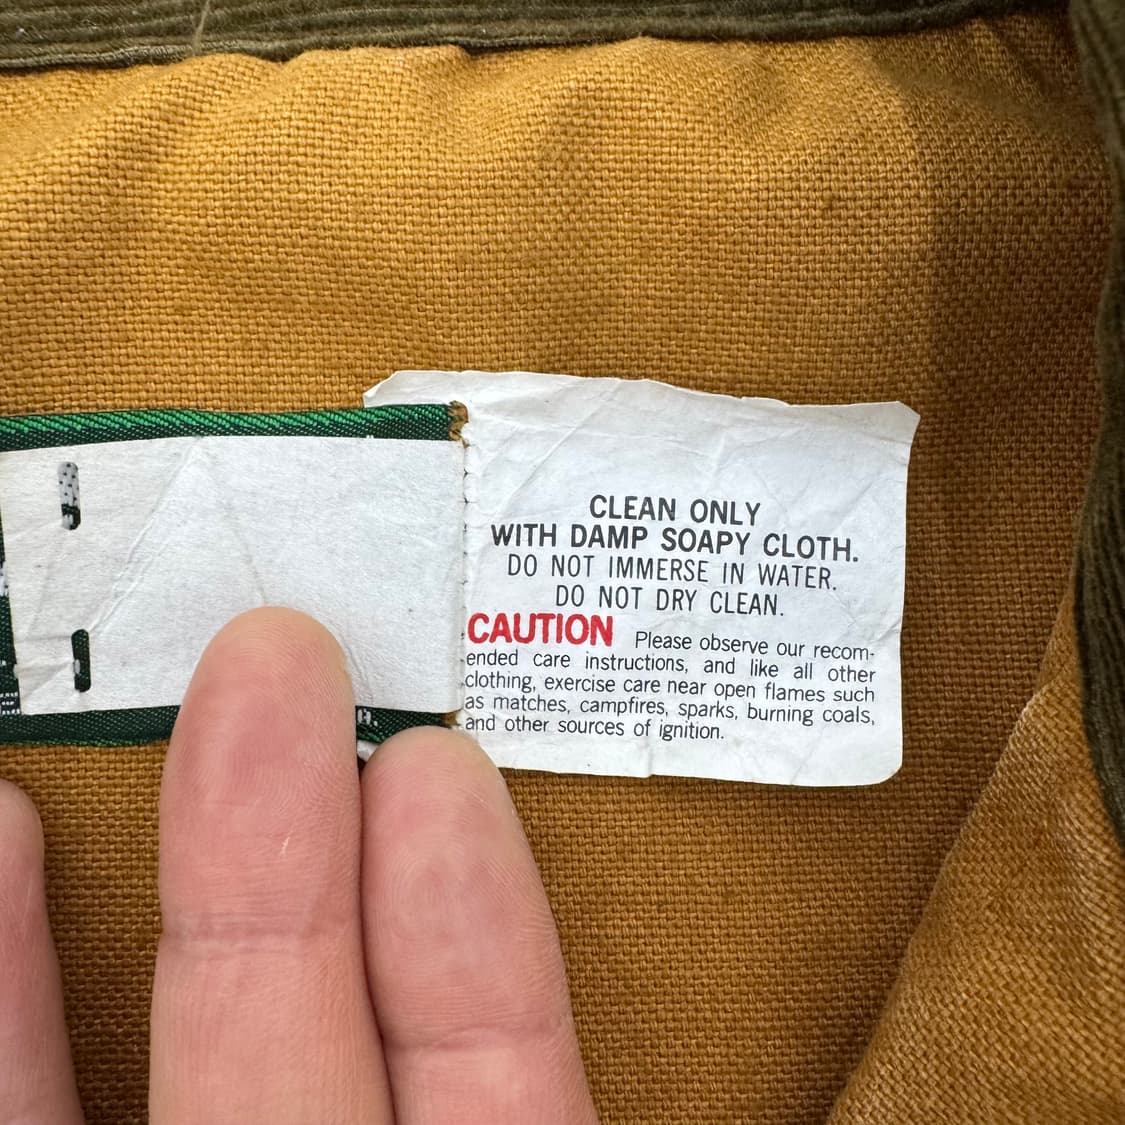 CLEAN ONLY
WITH DAMP SOAPY CLOTH.
DO NOT IMMERSE IN WATER.
DO NOT DRY CLEAN.
CAUTION Please observe our recom-
ended care instructions, and like all other
clothing, exercise care near open flames such
as matches, campfires, sparks, burning coals,
and other sources of ignition.
H.